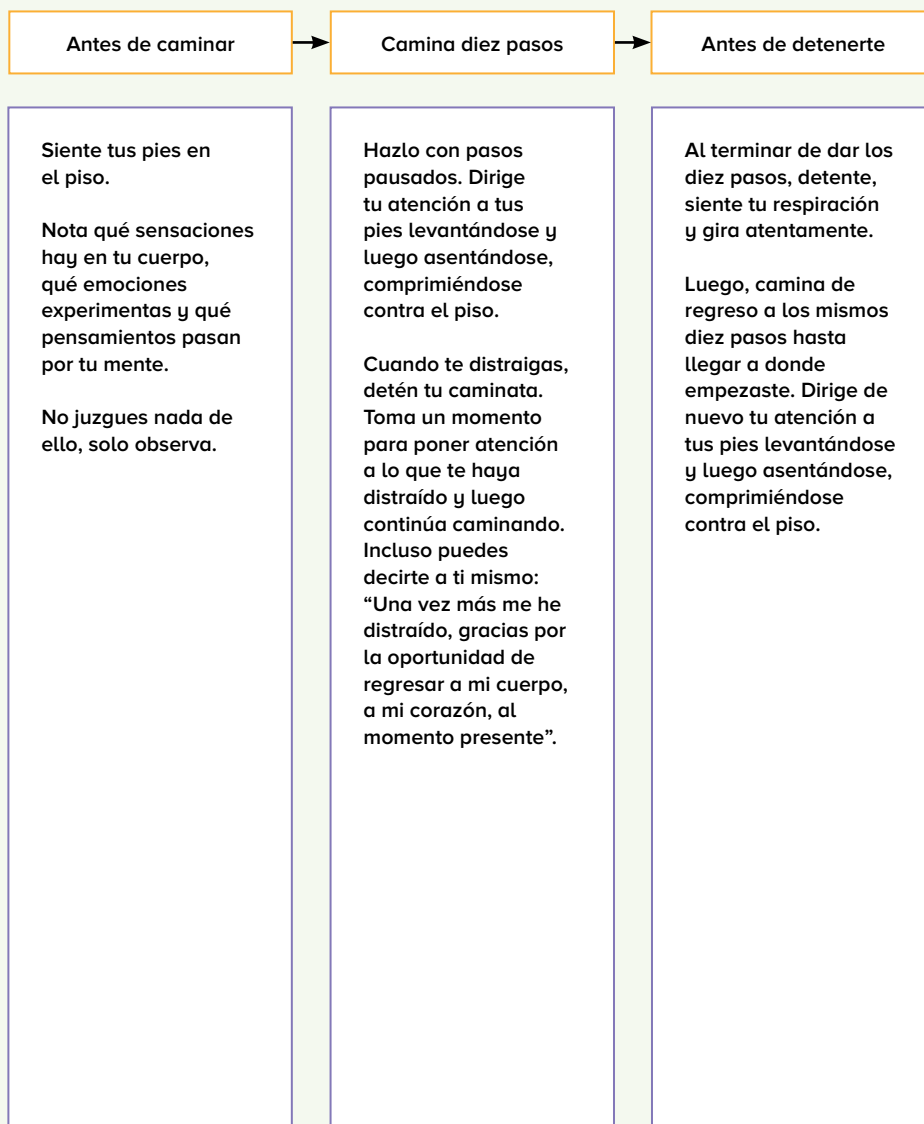 Antes de caminar
Camina diez pasos
Antes de detenerte
Siente tus pies en
el piso.
Nota qué sensaciones
hay en tu cuerpo,
qué emociones
experimentas y qué
pensamientos pasan
por tu mente.
No juzgues nada de
ello, solo observa.
Hazlo con pasos
pausados. Dirige
tu atención a tus
pies levantándose y
luego asentándose,
comprimiéndose
contra el piso.
Cuando te distraigas,
detén tu caminata.
Toma un momento
para poner atención
a lo que te haya
distraído y luego
continúa caminando.
Incluso puedes
decirte a ti mismo:
“Una vez más me he
distraído, gracias por
la oportunidad de
regresar a mi cuerpo,
a mi corazón, al
momento presente”.
Al terminar de dar los
diez pasos, detente,
siente tu respiración
y gira atentamente.
Luego, camina de
regreso a los mismos
diez pasos hasta
llegar a donde
empezaste. Dirige de
nuevo tu atención a
tus pies levantándose
y luego asentándose,
comprimiéndose
contra el piso.